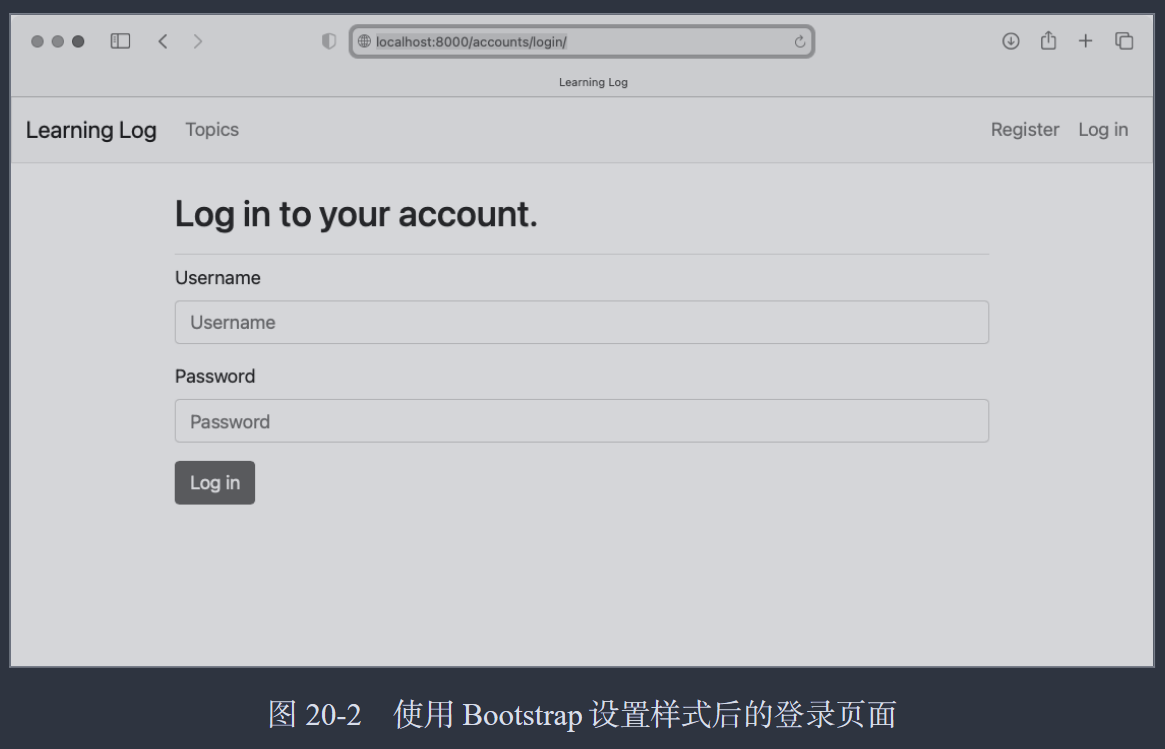 localhost:8000/accounts/login/
Learning Log
Learning Log Topics Register Log in
Log in to your account.
Username
Username
Password
Password
Log in
图 20-2 使用 Bootstrap 设置样式后的登录页面